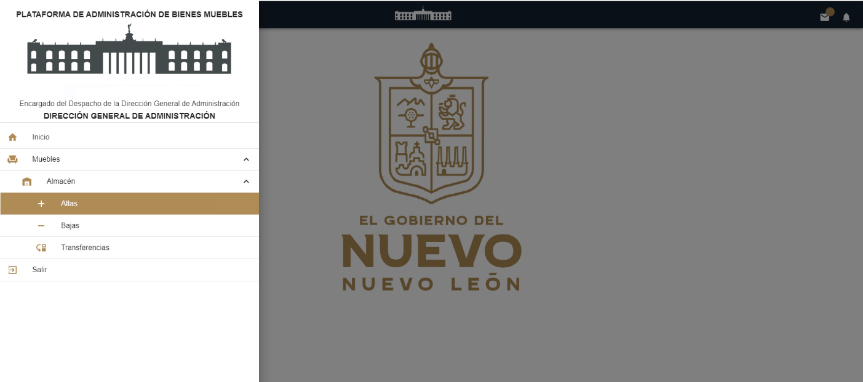 PLATAFORMA DE ADMINISTRACIÓN DE BIENES MUEBLES
Encargado del Despacho de la Dirección General de Administración
DIRECCIÓN GENERAL DE ADMINISTRACIÓN
Inicio
Muebles
Almacén
Altas
Bajas
Transferencias
Salir
EL GOBIERNO DEL
NUEVO
NUEVO LEÓN